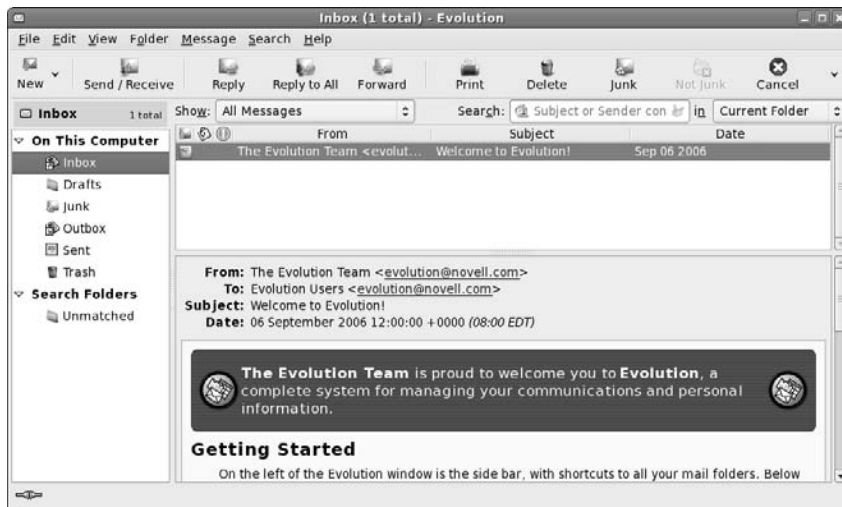 Inbox (1 total) - Evolution
File Edit View Folder Message Search Help
New Send / Receive Reply Reply to All Forward Print Delete Junk Not Junk Cancel
Inbox 1 total Show: All Messages Search: Subject or Sender con in Current Folder
On This Computer
Inbox
Drafts
Junk
Outbox
Sent
Trash
Search Folders
Unmatched
From Subject Date
The Evolution Team <evolut... Welcome to Evolution! Sep 06 2006
From: The Evolution Team <evolution@novell.com>
To: Evolution Users <evolution@novell.com>
Subject: Welcome to Evolution!
Date: 06 September 2006 12:00:00 +0000 (08:00 EDT)
The Evolution Team is proud to welcome you to Evolution, a
complete system for managing your communications and personal
information.
Getting Started
On the left of the Evolution window is the side bar, with shortcuts to all your mail folders. Below